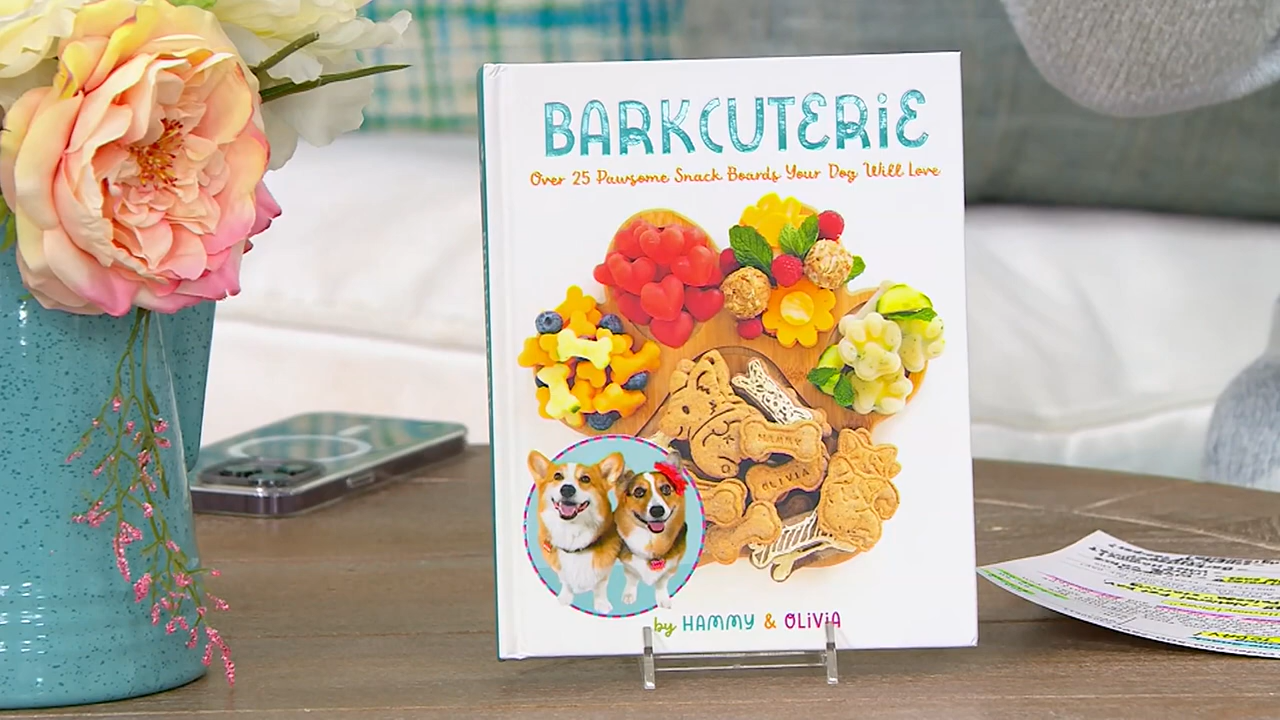 BARKCUTERiE
Over 25 Pawsome Snack Boards Your Dog Will Love
HAMMY
OLIVIA
by HAMMY & OLiViA